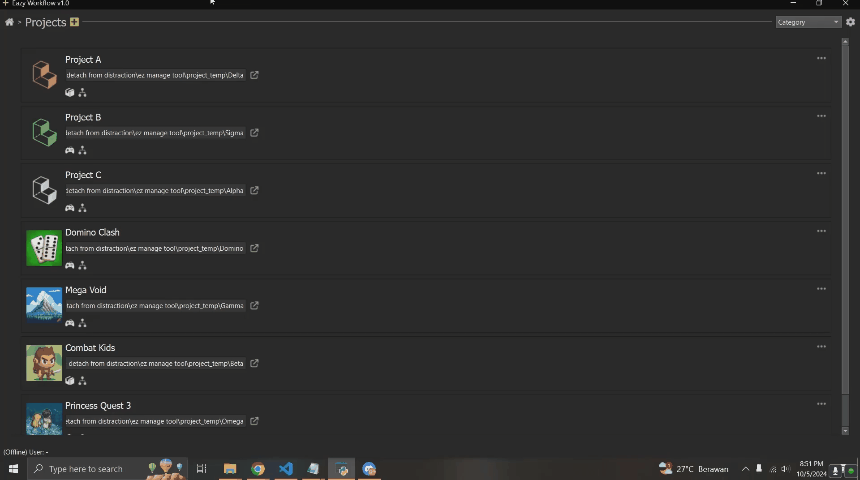 Eazy Workflow v1.0
> Projects
Category
Project A
detach from distraction\ez manage tool\project_temp\Delta
Project B
letach from distraction\ez manage tool\project_temp\Sigma
Project C
detach from distraction\ez manage tool\project_temp\Alpha
Domino Clash
tach from distraction\ez manage tool\project_temp\Domino
Mega Void
tach from distraction\ez manage tool\project_temp\Gamma
Combat Kids
detach from distraction\ez manage tool\project_temp\Beta
Princess Quest 3
etach from distraction\ez manage tool\project_temp\Omega
(Offline) User: -
Type here to search
27°C Berawan
8:51 PM
10/5/2024